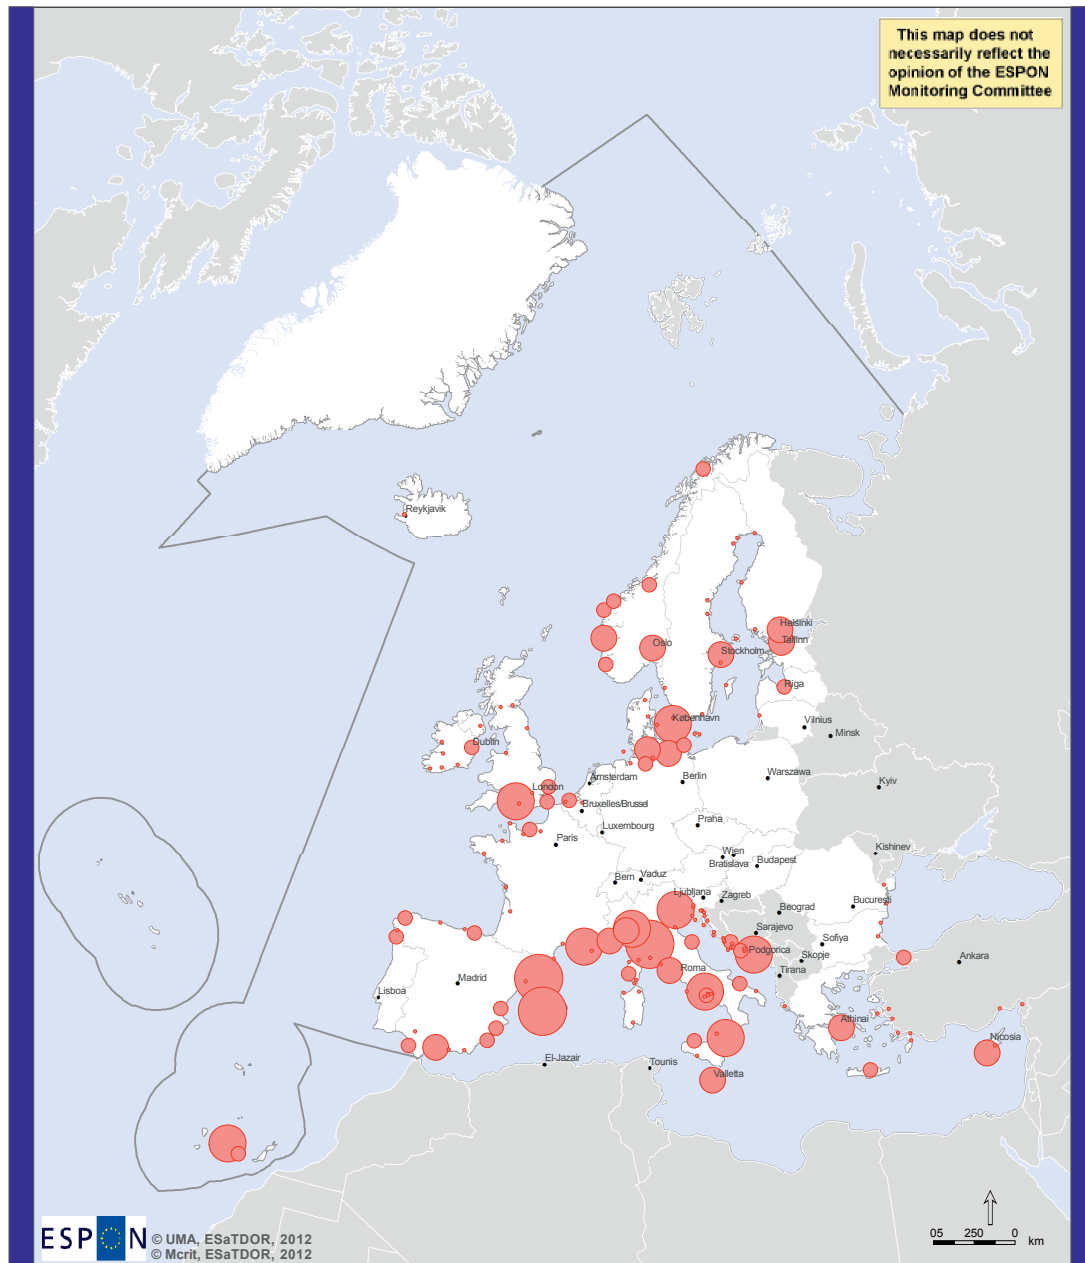 This map does not
necessarily reflect the
opinion of the ESPON
Monitoring Committee
Reykjavik
Helsinki
Tallinn
Oslo
Stockholm
Riga
København
Vilnius
Minsk
Dublin
Amsterdam
Berlin
Warszawa
London
Kyiv
Bruxelles/Brussel
Luxembourg
Praha
Paris
Wien
Kishinev
Bratislava
Budapest
Bern
Vaduz
Ljubljana
Zagreb
Beograd
Bucureşti
Sarajevo
Sofiya
Podgorica
Skopje
Ankara
Roma
Tirana
Madrid
Lisboa
Athinai
Nicosia
El-Jazair
Tounis
Valletta
ESPON
© UMA, ESaTDOR, 2012
© Mcrit, ESaTDOR, 2012
05 250 0
km